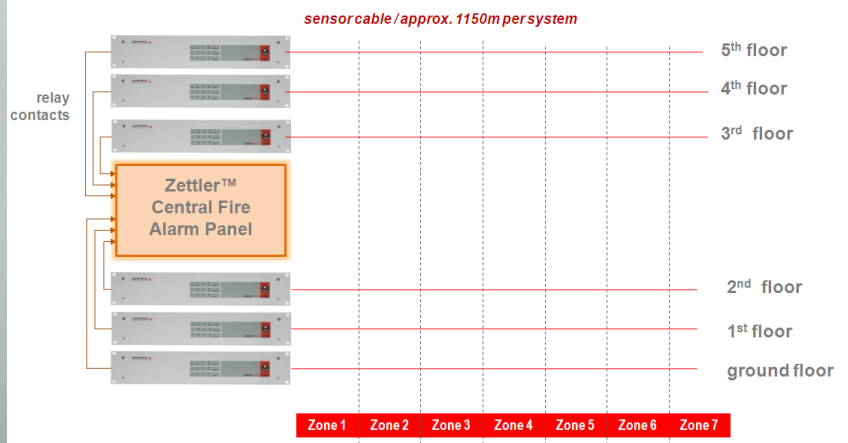 sensor cable / approx. 1150m per system
5th floor
4th floor
relay
contacts
3rd floor
Zettler™
Central Fire
Alarm Panel
2nd floor
1st floor
ground floor
Zone 1 Zone 2 Zone 3 Zone 4 Zone 5 Zone 6 Zone 7